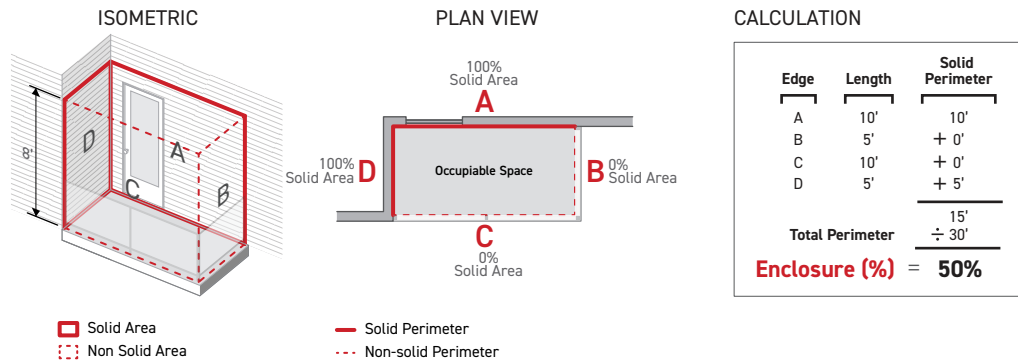 ISOMETRIC
8'
D
A
C
B
Solid Area
Non Solid Area
PLAN VIEW
100%
Solid Area
A
100%
Solid Area
D
Occupiable Space
B
0%
Solid Area
C
0%
Solid Area
Solid Perimeter
Non-solid Perimeter
CALCULATION
Edge Length Solid Perimeter
A 10' 10'
B 5' + 0'
C 10' + 0'
D 5' + 5'
15'
Total Perimeter ÷ 30'
Enclosure (%) = 50%